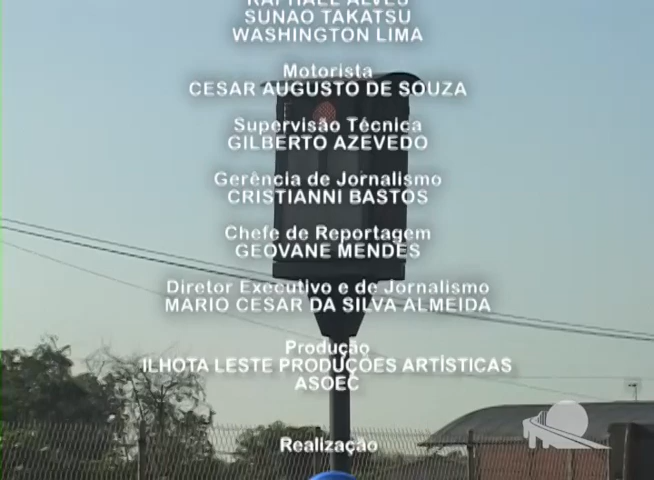 RAPHAEL ALVES
SUNAO TAKATSU
WASHINGTON LIMA
Motorista
CESAR AUGUSTO DE SOUZA
Supervisão Técnica
GILBERTO AZEVEDO
Gerência de Jornalismo
CRISTIANNI BASTOS
Chefe de Reportagem
GEOVANE MENDES
Diretor Executivo e de Jornalismo
MARIO CESAR DA SILVA ALMEIDA
Produção
ILHOTA LESTE PRODUÇÕES ARTÍSTICAS
ASOEC
Realização